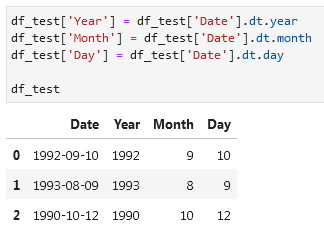 df_test['Year'] = df_test['Date'].dt.year
df_test['Month'] = df_test['Date'].dt.month
df_test['Day'] = df_test['Date'].dt.day
df_test
Date Year Month Day
0 1992-09-10 1992 9 10
1 1993-08-09 1993 8 9
2 1990-10-12 1990 10 12